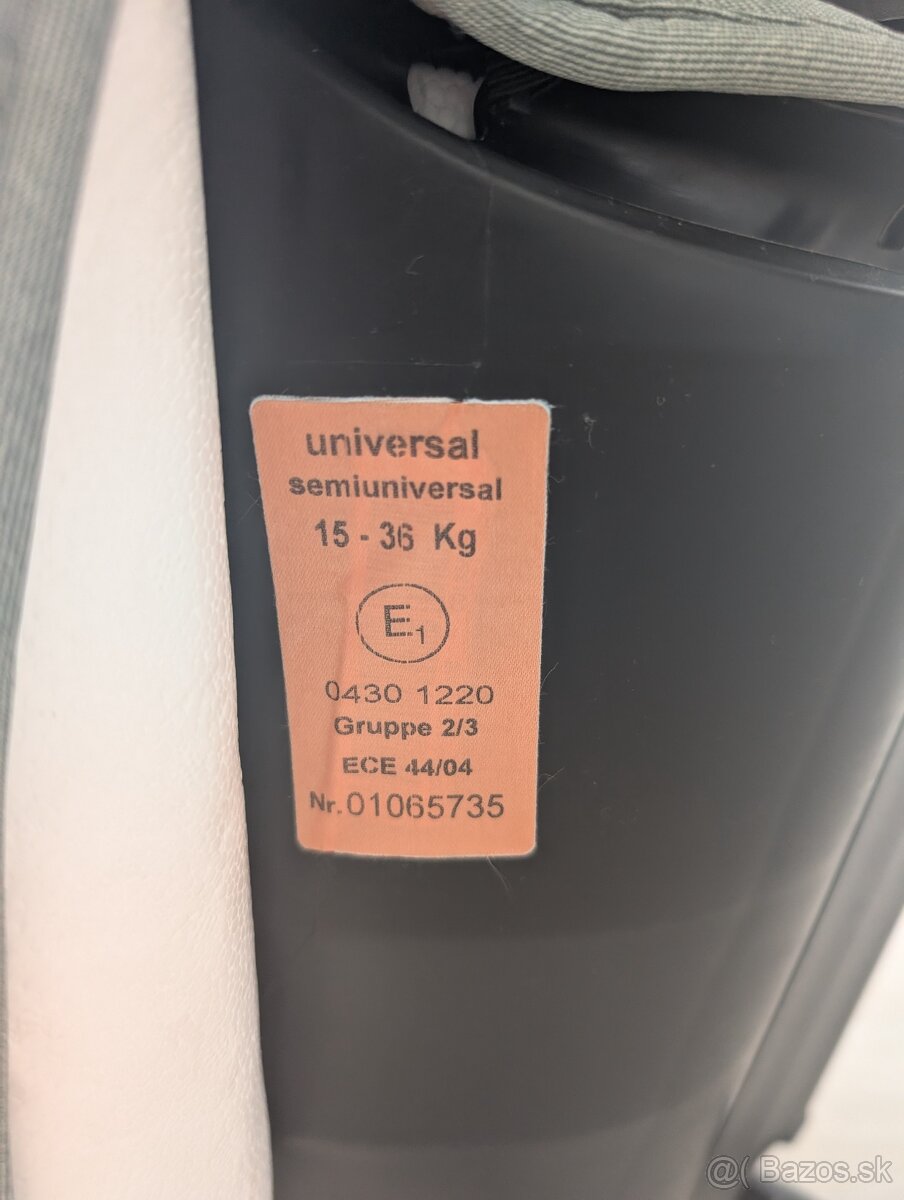 universal
semiuniversal
15 - 36 Kg
E1
0430 1220
Gruppe 2/3
ECE 44/04
Nr. 01065735
@( Bazos.sk